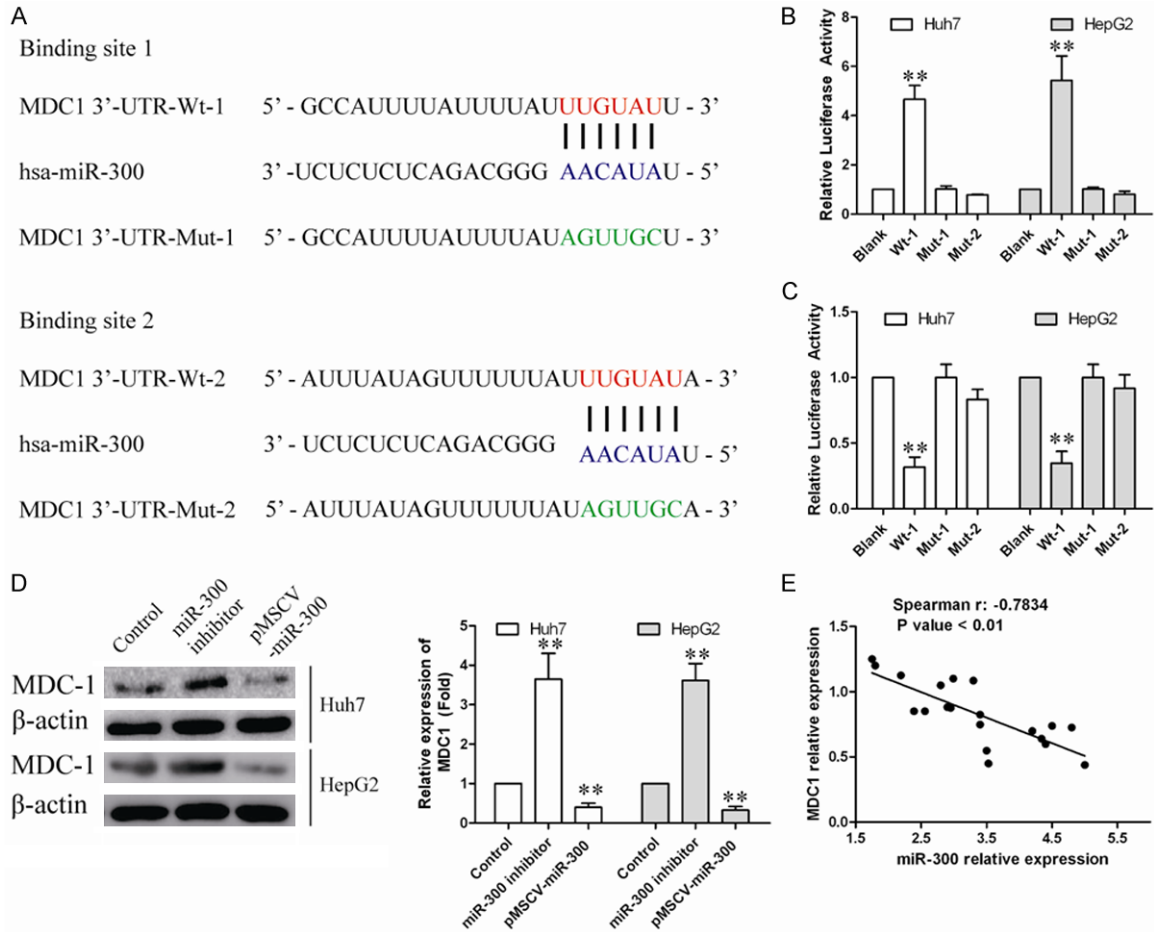 A
Binding site 1
MDC1 3’-UTR-Wt-1 5’ - GCCAUUUUAUUUUAUUUGUAUU - 3’
hsa-miR-300 3’ -UCUCUCUCAGACGGG AACAUAU - 5’
MDC1 3’-UTR-Mut-1 5’ - GCCAUUUUAUUUUAUAGUUGCU - 3’
Binding site 2
MDC1 3’-UTR-Wt-2 5’ - AUUUAUAGUUUUUUAUUUGUAUA - 3’
hsa-miR-300 3’ - UCUCUCUCAGACGGG AACAUAU - 5’
MDC1 3’-UTR-Mut-2 5’ - AUUUAUAGUUUUUUAUAGUUGCA - 3’
B
Relative Luciferase Activity
8
6
4
2
0
Huh7 HepG2
** **
Blank Wt-1 Mut-1 Mut-2 Blank Wt-1 Mut-1 Mut-2
C
Relative Luciferase Activity
1.5
1.0
0.5
0.0
Huh7 HepG2
** **
Blank Wt-1 Mut-1 Mut-2 Blank Wt-1 Mut-1 Mut-2
D
Control miR-300 inhibitor pMSCV -miR-300
MDC-1
β-actin
Huh7
MDC-1
β-actin
HepG2
Relative expression of
MDC1 (Fold)
5
4
3
2
1
0
Huh7 HepG2
** ** ** **
Control miR-300 inhibitor pMSCV-miR-300 Control miR-300 inhibitor pMSCV-miR-300
E
Spearman r: -0.7834
P value < 0.01
MDC1 relative expression
1.5
1.0
0.5
0.0
1.5 2.5 3.5 4.5 5.5
miR-300 relative expression